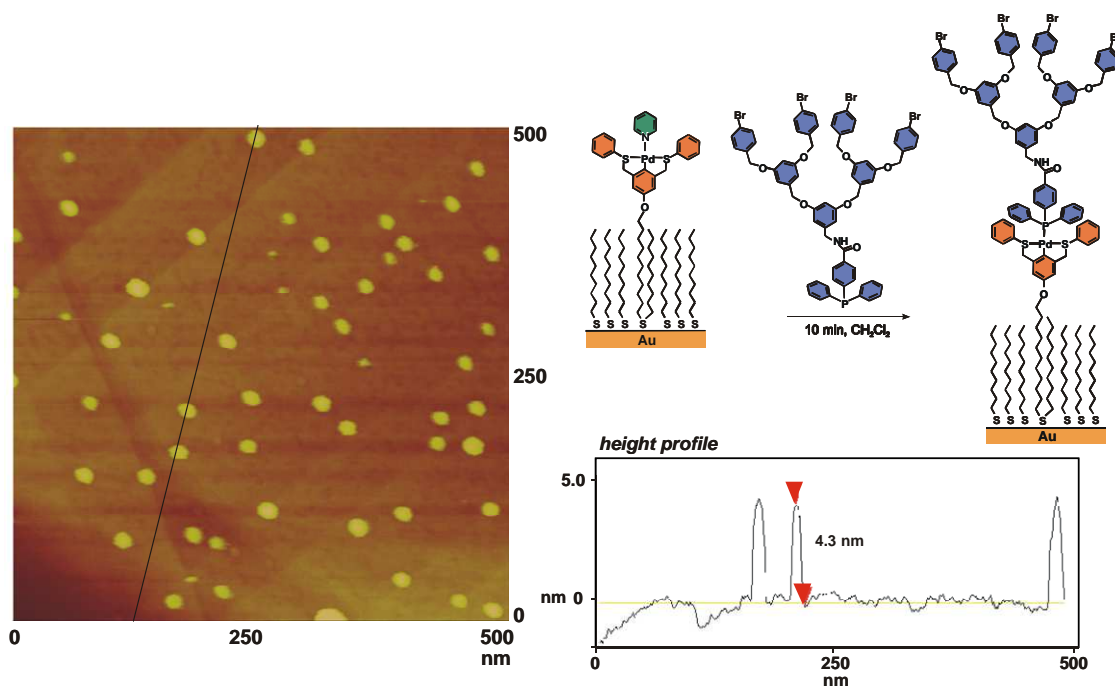 500
250
0
0
250
500
nm
N
S
Pd
S
O
S S S S S S S
Au
Br
Br
Br
Br
O
O
O
O
O
O
NH
O
P
10 min, CH2Cl2
Br
Br
Br
Br
O
O
O
O
O
O
NH
O
P
S
Pd
S
O
S S S S S S S
Au
height profile
5.0
4.3 nm
nm 0
0
250
500
nm